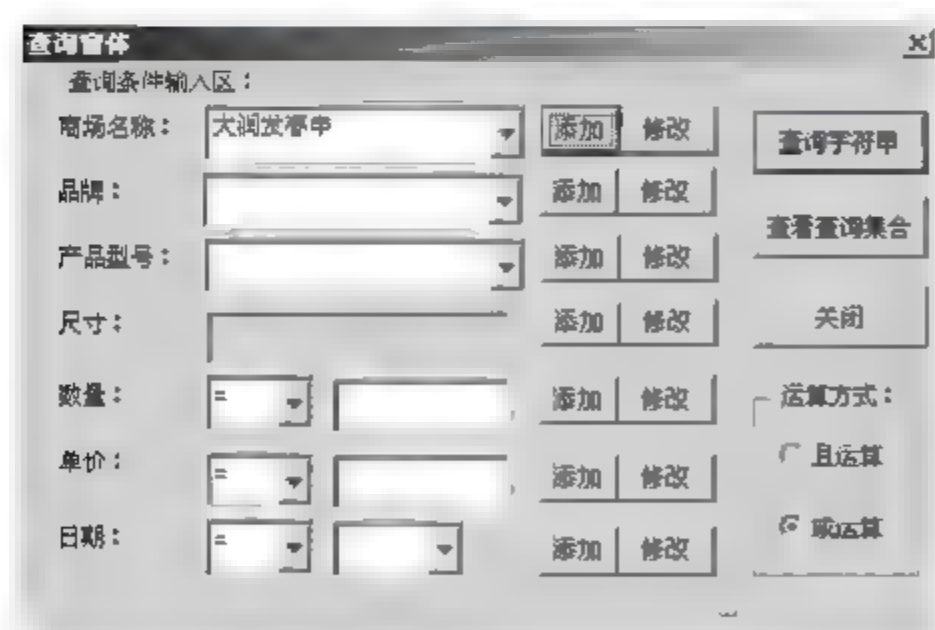 查询窗体
查询条件输入区：
商场名称： 大润发 添加 修改
品牌： 添加 修改
产品型号： 添加 修改
尺寸： 添加 修改
数量： = 添加 修改
单价： = 添加 修改
日期： = 添加 修改
查询字符串
查看查询集合
关闭
运算方式：
且运算
或运算